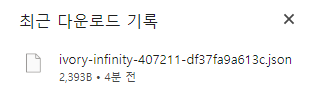 최근 다운로드 기록
ivory-infinity-407211-df37fa9a613c.json
2,393B • 4분 전